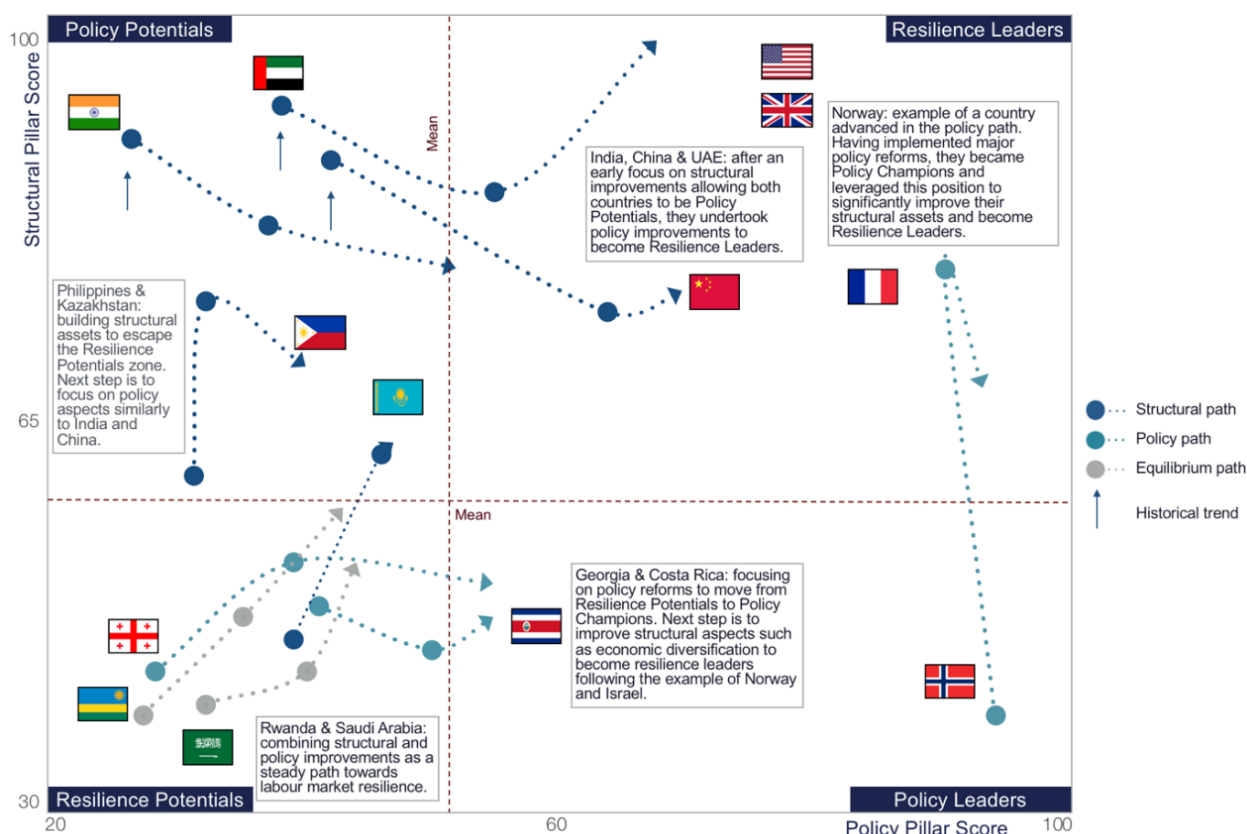 Policy Potentials
Resilience Leaders
100
Structural Pillar Score
Mean
Norway: example of a country
advanced in the policy path.
Having implemented major
policy reforms, they became
Policy Champions and
leveraged this position to
significantly improve their
structural assets and become
Resilience Leaders.
India, China & UAE: after an
early focus on structural
improvements allowing both
countries to be Policy
Potentials, they undertook
policy improvements to
become Resilience Leaders.
Philippines &
Kazakhstan:
building structural
assets to escape
the Resilience
Potentials zone.
Next step is to
focus on policy
aspects similarly
to India and
China.
65
Structural path
Policy path
Equilibrium path
Historical trend
Mean
Georgia & Costa Rica: focusing
on policy reforms to move from
Resilience Potentials to Policy
Champions. Next step is to
improve structural aspects such
as economic diversification to
become resilience leaders
following the example of Norway
and Israel.
Rwanda & Saudi Arabia:
combining structural and
policy improvements as a
steady path towards
labour market resilience.
30
Resilience Potentials
Policy Leaders
20
60
100
Policy Pillar Score